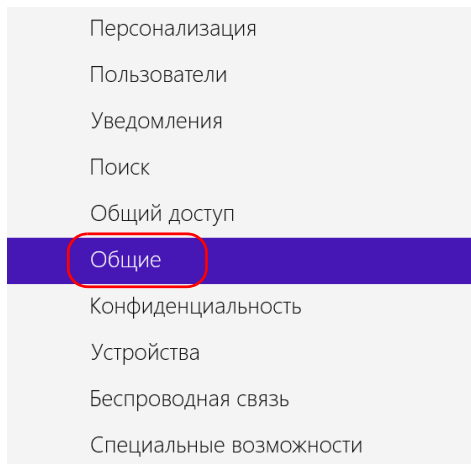 Персонализация
Пользователи
Уведомления
Поиск
Общий доступ
Общие
Конфиденциальность
Устройства
Беспроводная связь
Специальные возможности